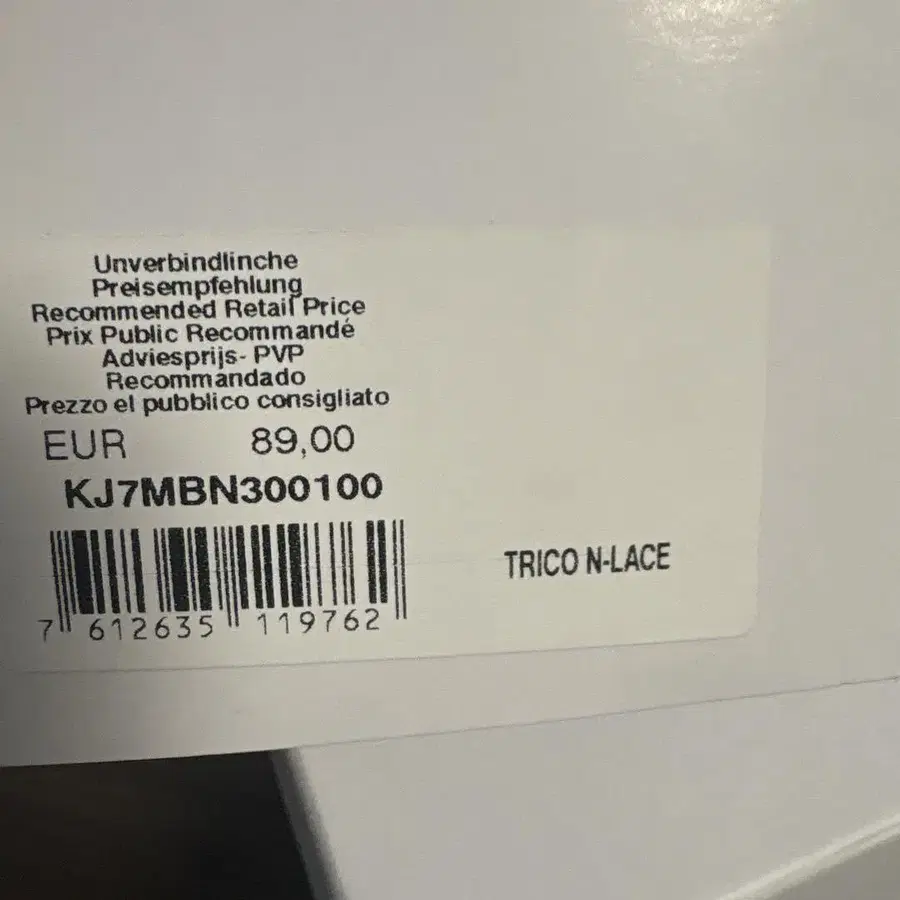 Unverbindlinche
Preisempfehlung
Recommended Retail Price
Prix Public Recommandé
Adviesprijs- PVP
Recommandado
Prezzo el pubblico consigliato
EUR 89,00
KJ7MBN300100
7 612635 119762
TRICO N-LACE